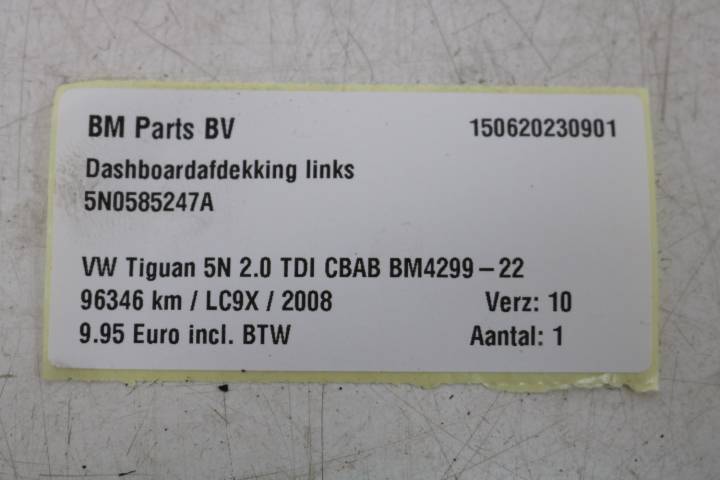 BM Parts BV 150620230901
Dashboardafdekking links
5N0585247A
VW Tiguan 5N 2.0 TDI CBAB BM4299-22
96346 km / LC9X / 2008 Verz: 10
9.95 Euro incl. BTW Aantal: 1